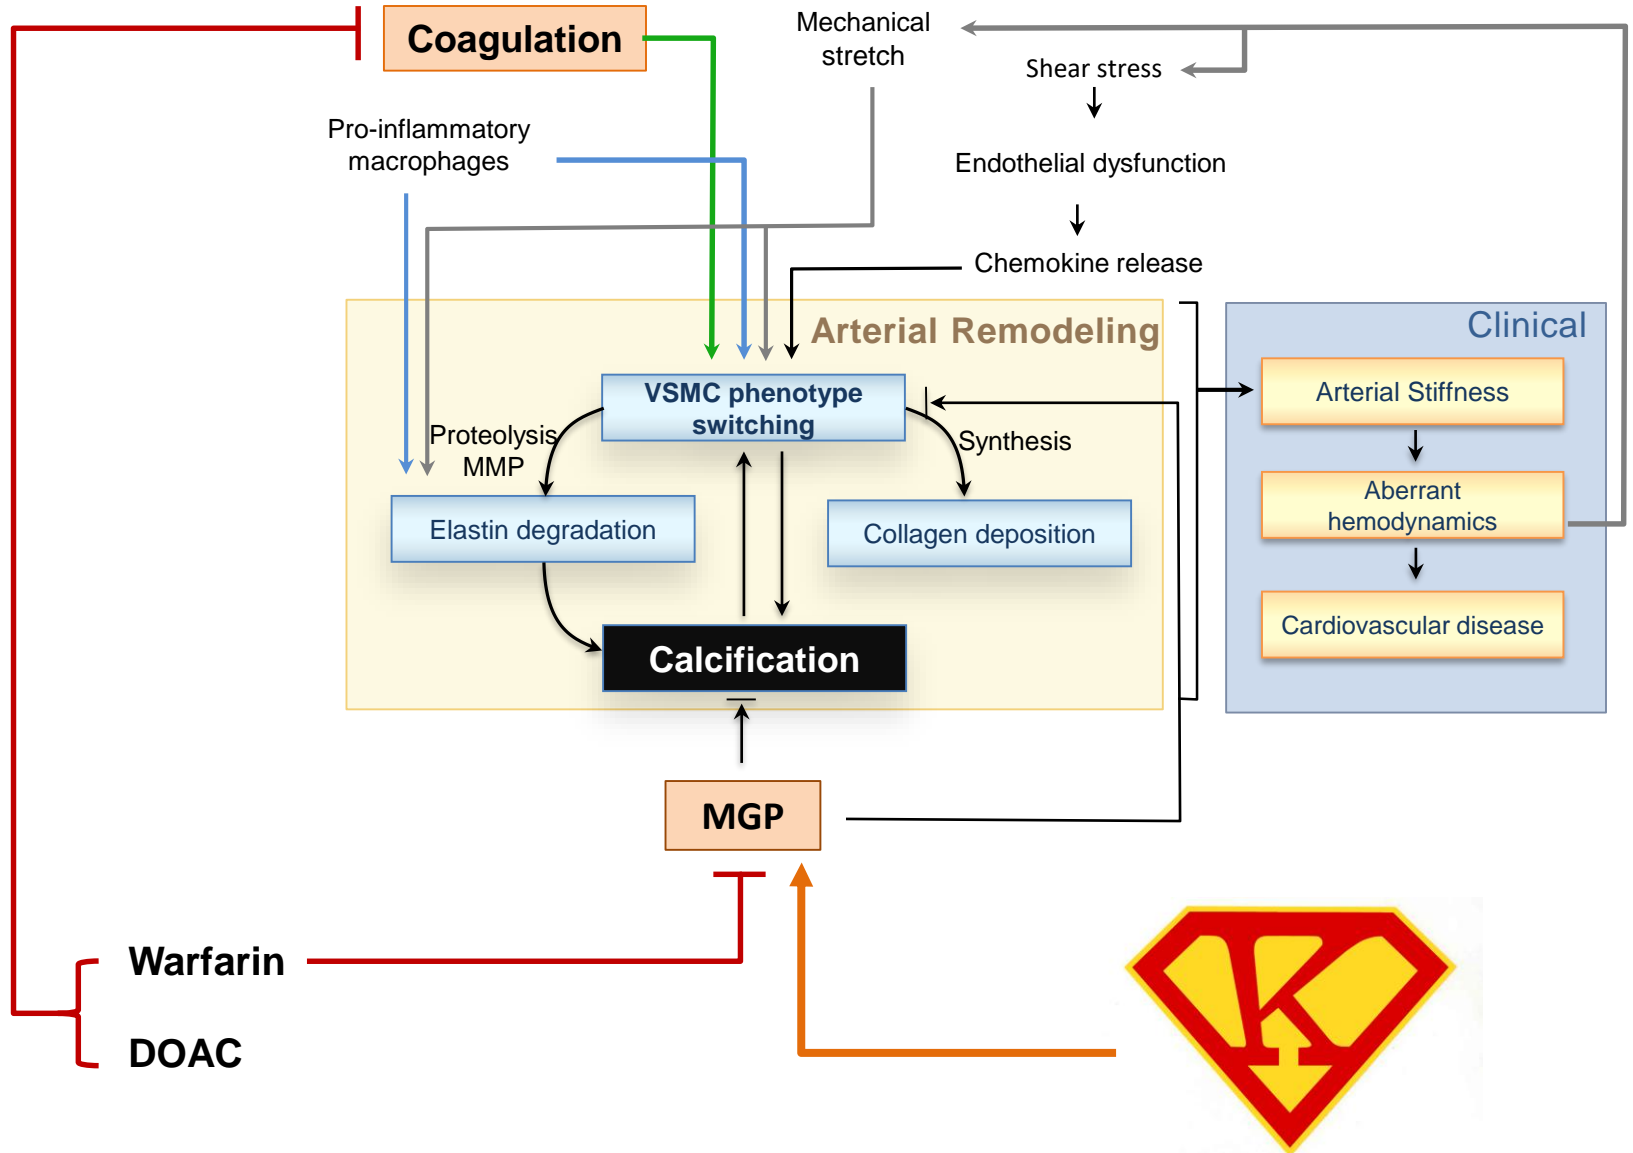 Coagulation
Mechanical
stretch
Shear stress
Pro-inflammatory
macrophages
Endothelial dysfunction
Chemokine release
Arterial Remodeling
Clinical
VSMC phenotype
switching
Arterial Stiffness
Proteolysis
MMP
Synthesis
Aberrant
hemodynamics
Elastin degradation
Collagen deposition
Cardiovascular disease
Calcification
MGP
Warfarin
DOAC
K